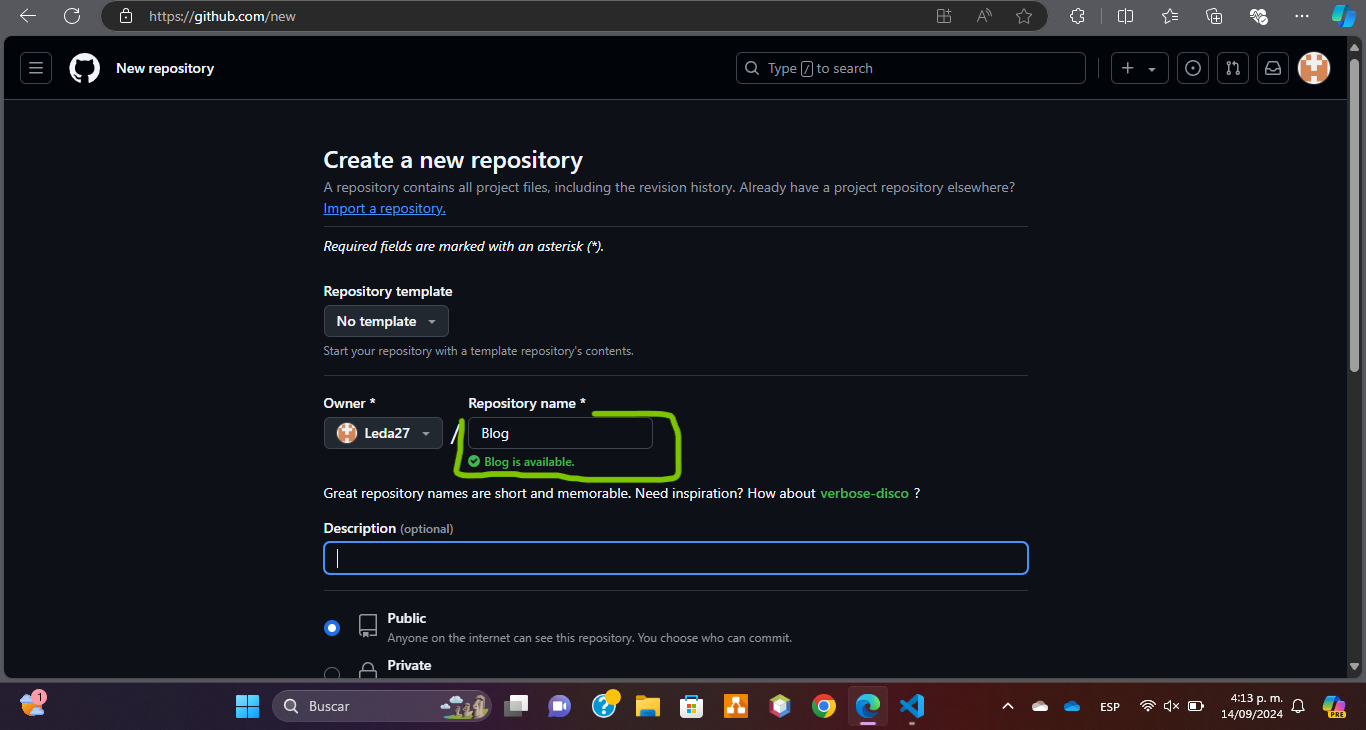 https://github.com/new
New repository
Type / to search
Create a new repository
A repository contains all project files, including the revision history. Already have a project repository elsewhere?
Import a repository.
Required fields are marked with an asterisk (*).
Repository template
No template
Start your repository with a template repository's contents.
Owner * Repository name *
Leda27 / Blog
Blog is available.
Great repository names are short and memorable. Need inspiration? How about verbose-disco ?
Description (optional)
Public
Anyone on the internet can see this repository. You choose who can commit.
Private
1
Buscar
ESP
4:13 p. m.
14/09/2024
PRE